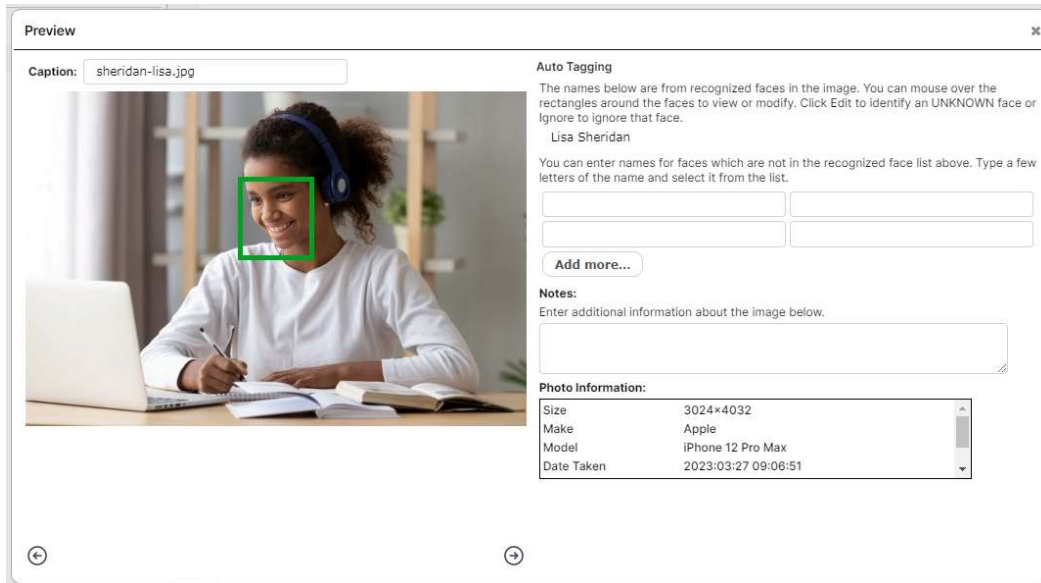 Preview
Caption: sheridan-lisa.jpg
Auto Tagging
The names below are from recognized faces in the image. You can mouse over the
rectangles around the faces to view or modify. Click Edit to identify an UNKNOWN face or
Ignore to ignore that face.
Lisa Sheridan
You can enter names for faces which are not in the recognized face list above. Type a few
letters of the name and select it from the list.
Add more...
Notes:
Enter additional information about the image below.
Photo Information:
Size 3024×4032
Make Apple
Model iPhone 12 Pro Max
Date Taken 2023:03:27 09:06:51